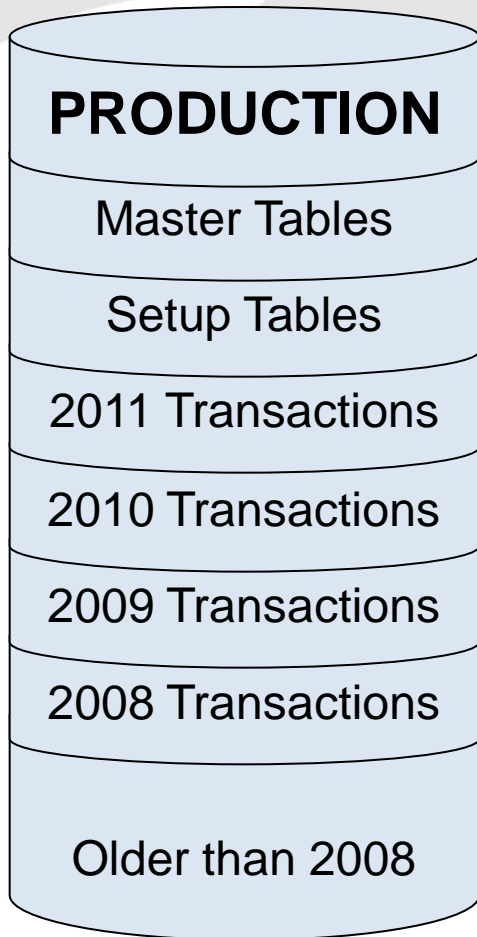 PRODUCTION
Master Tables
Setup Tables
2011 Transactions
2010 Transactions
2009 Transactions
2008 Transactions
Older than 2008